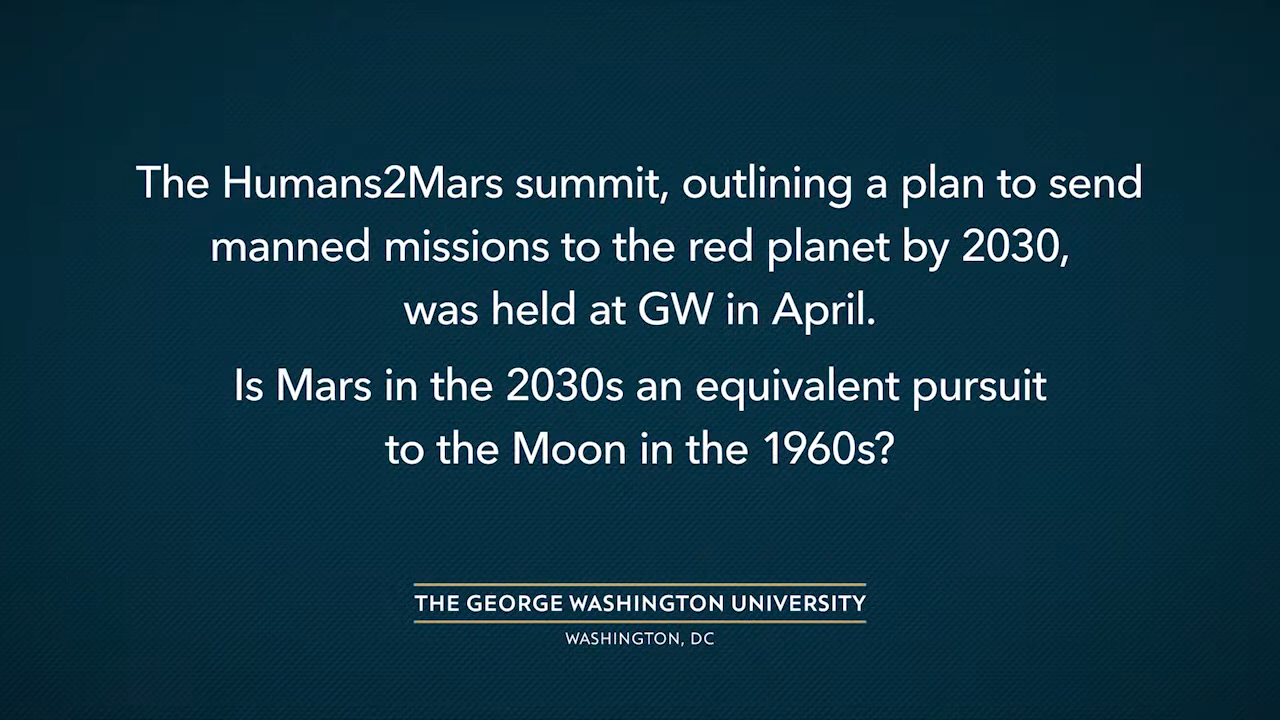 The Humans2Mars summit, outlining a plan to send
manned missions to the red planet by 2030,
was held at GW in April.
Is Mars in the 2030s an equivalent pursuit
to the Moon in the 1960s?
THE GEORGE WASHINGTON UNIVERSITY
WASHINGTON, DC